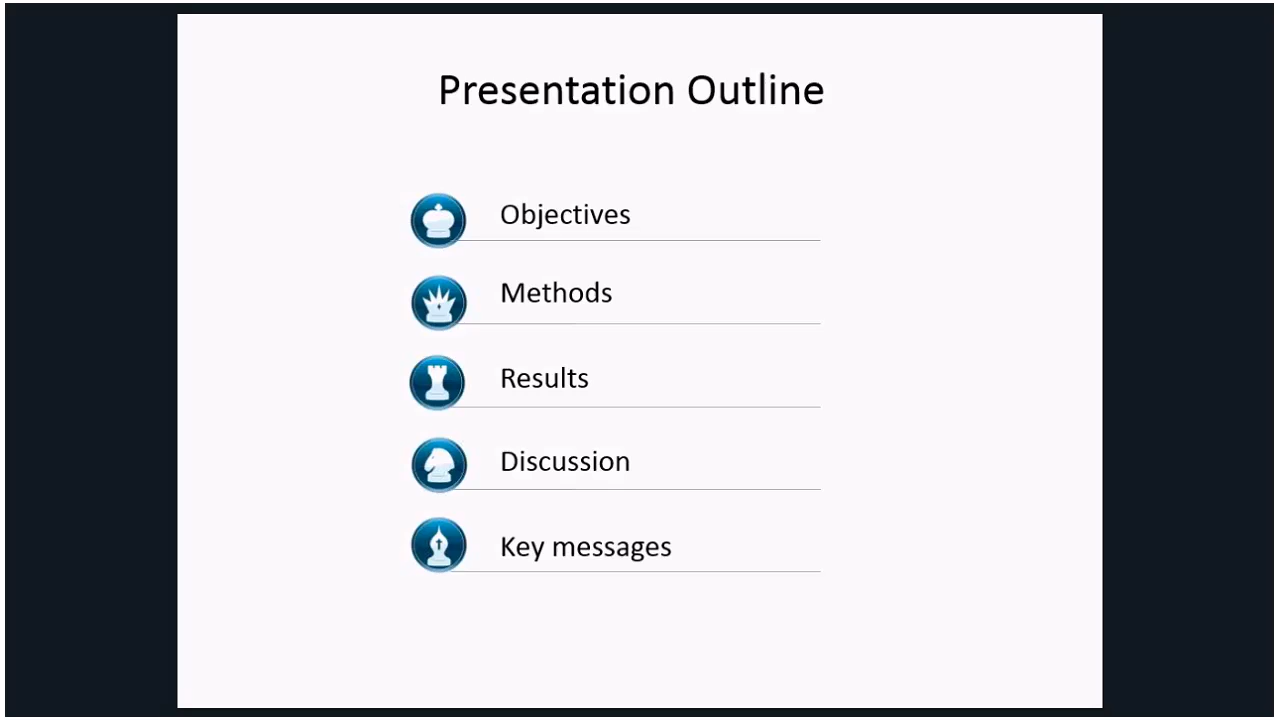 Presentation Outline
Objectives
Methods
Results
Discussion
Key messages